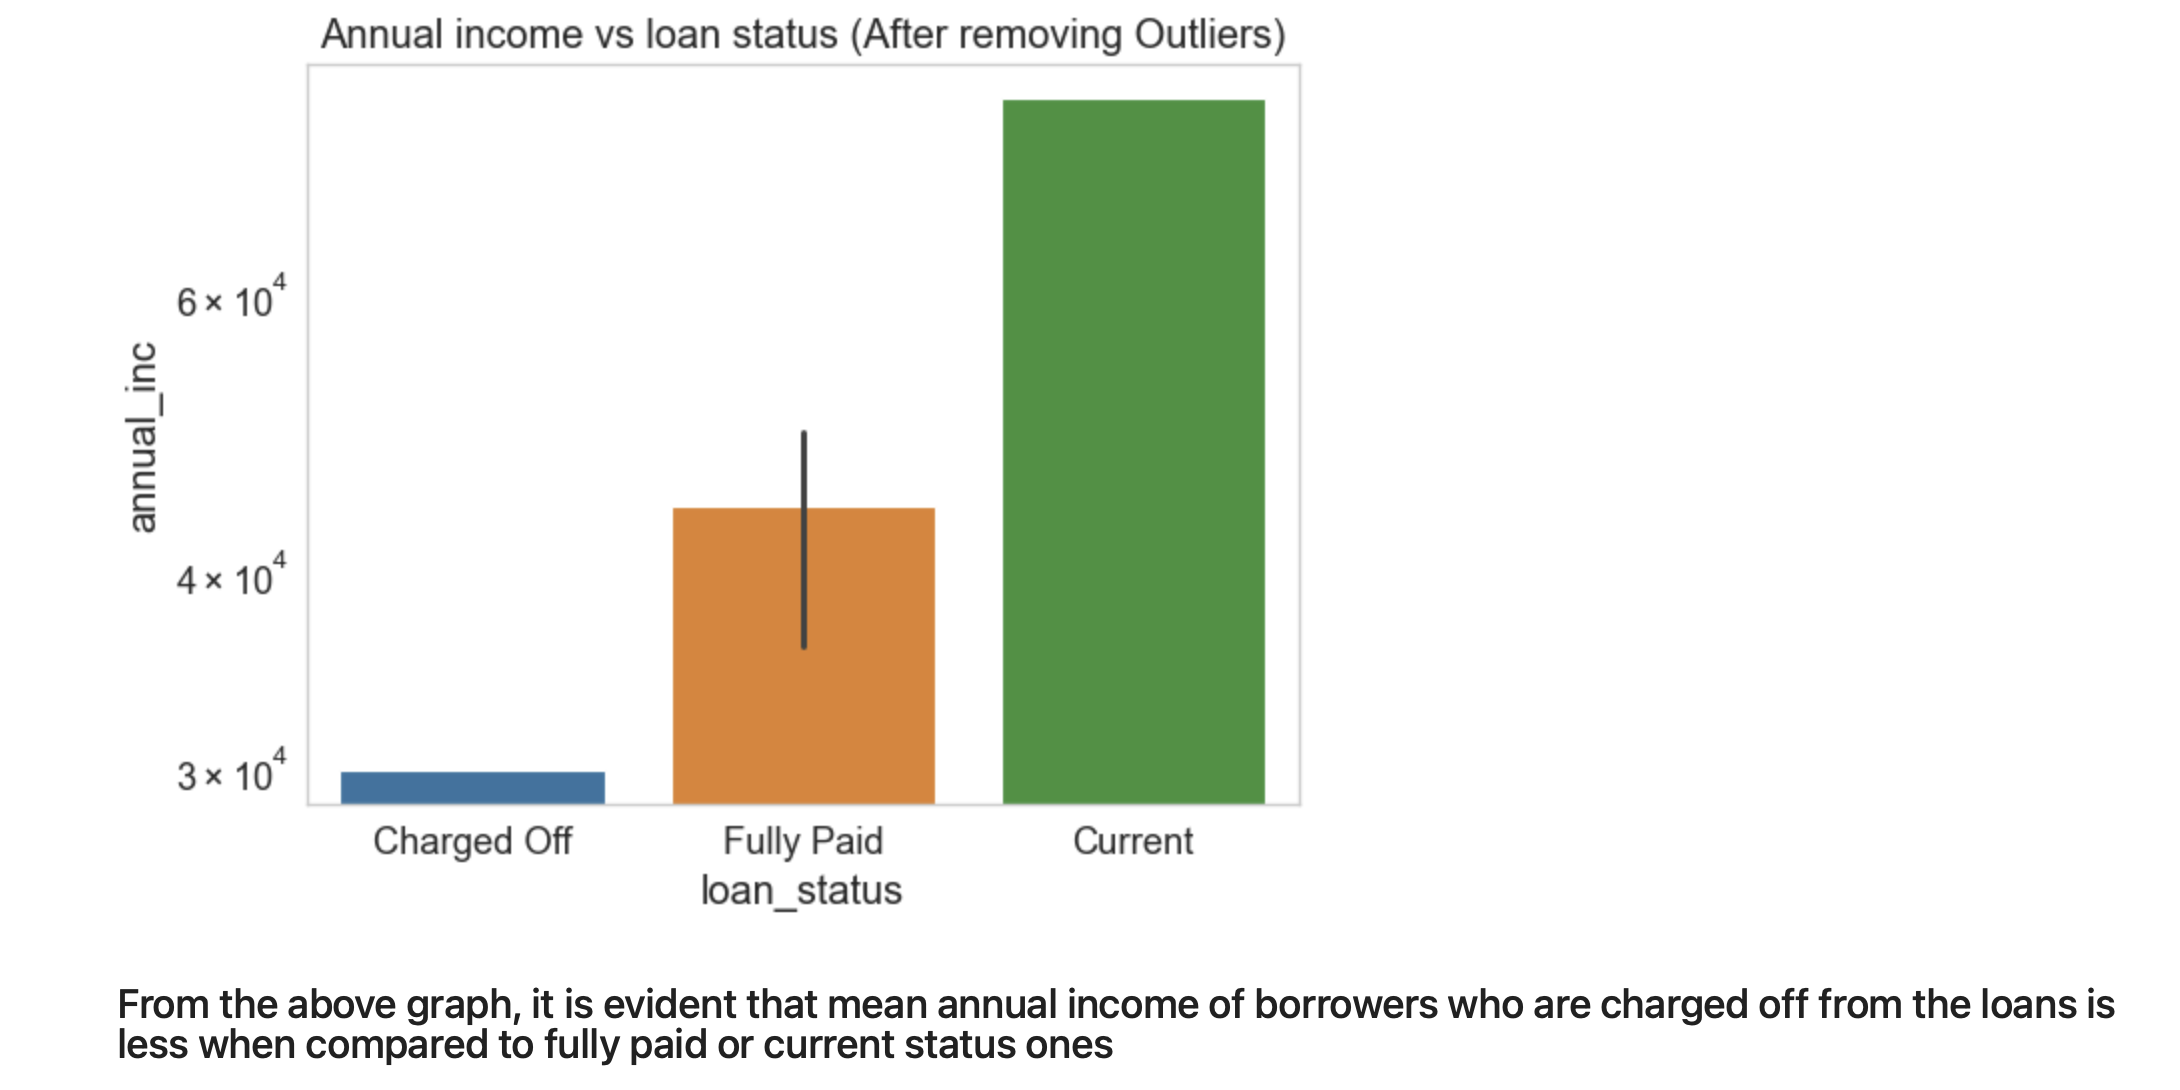 Annual income vs loan status (After removing Outliers)
6 × 10⁴
4 × 10⁴
3 × 10⁴
annual_inc
Charged Off
Fully Paid
Current
loan_status
From the above graph, it is evident that mean annual income of borrowers who are charged off from the loans is
less when compared to fully paid or current status ones